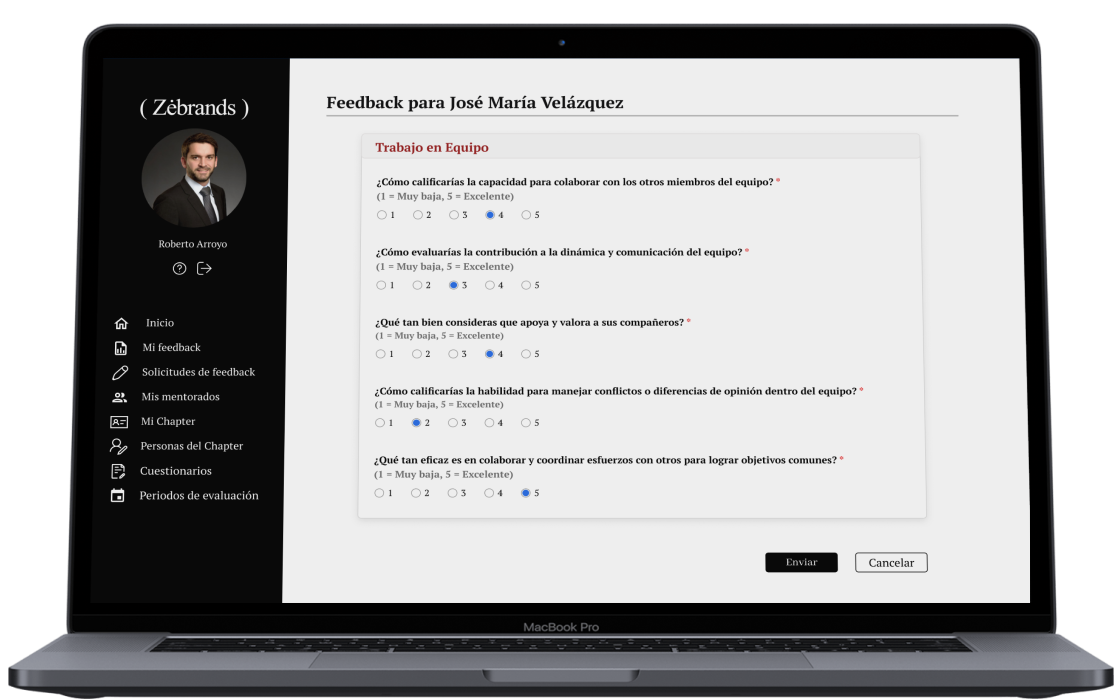 ( Zėbrands )
Roberto Arroyo
Inicio
Mi feedback
Solicitudes de feedback
Mis mentorados
Mi Chapter
Personas del Chapter
Cuestionarios
Periodos de evaluación
Feedback para José María Velázquez
Trabajo en Equipo
¿Cómo calificarías la capacidad para colaborar con los otros miembros del equipo? *
(1 = Muy baja, 5 = Excelente)
1 2 3 4 5
¿Cómo evaluarías la contribución a la dinámica y comunicación del equipo? *
(1 = Muy baja, 5 = Excelente)
1 2 3 4 5
¿Qué tan bien consideras que apoya y valora a sus compañeros? *
(1 = Muy baja, 5 = Excelente)
1 2 3 4 5
¿Cómo calificarías la habilidad para manejar conflictos o diferencias de opinión dentro del equipo? *
(1 = Muy baja, 5 = Excelente)
1 2 3 4 5
¿Qué tan eficaz es en colaborar y coordinar esfuerzos con otros para lograr objetivos comunes? *
(1 = Muy baja, 5 = Excelente)
1 2 3 4 5
Enviar Cancelar
MacBook Pro